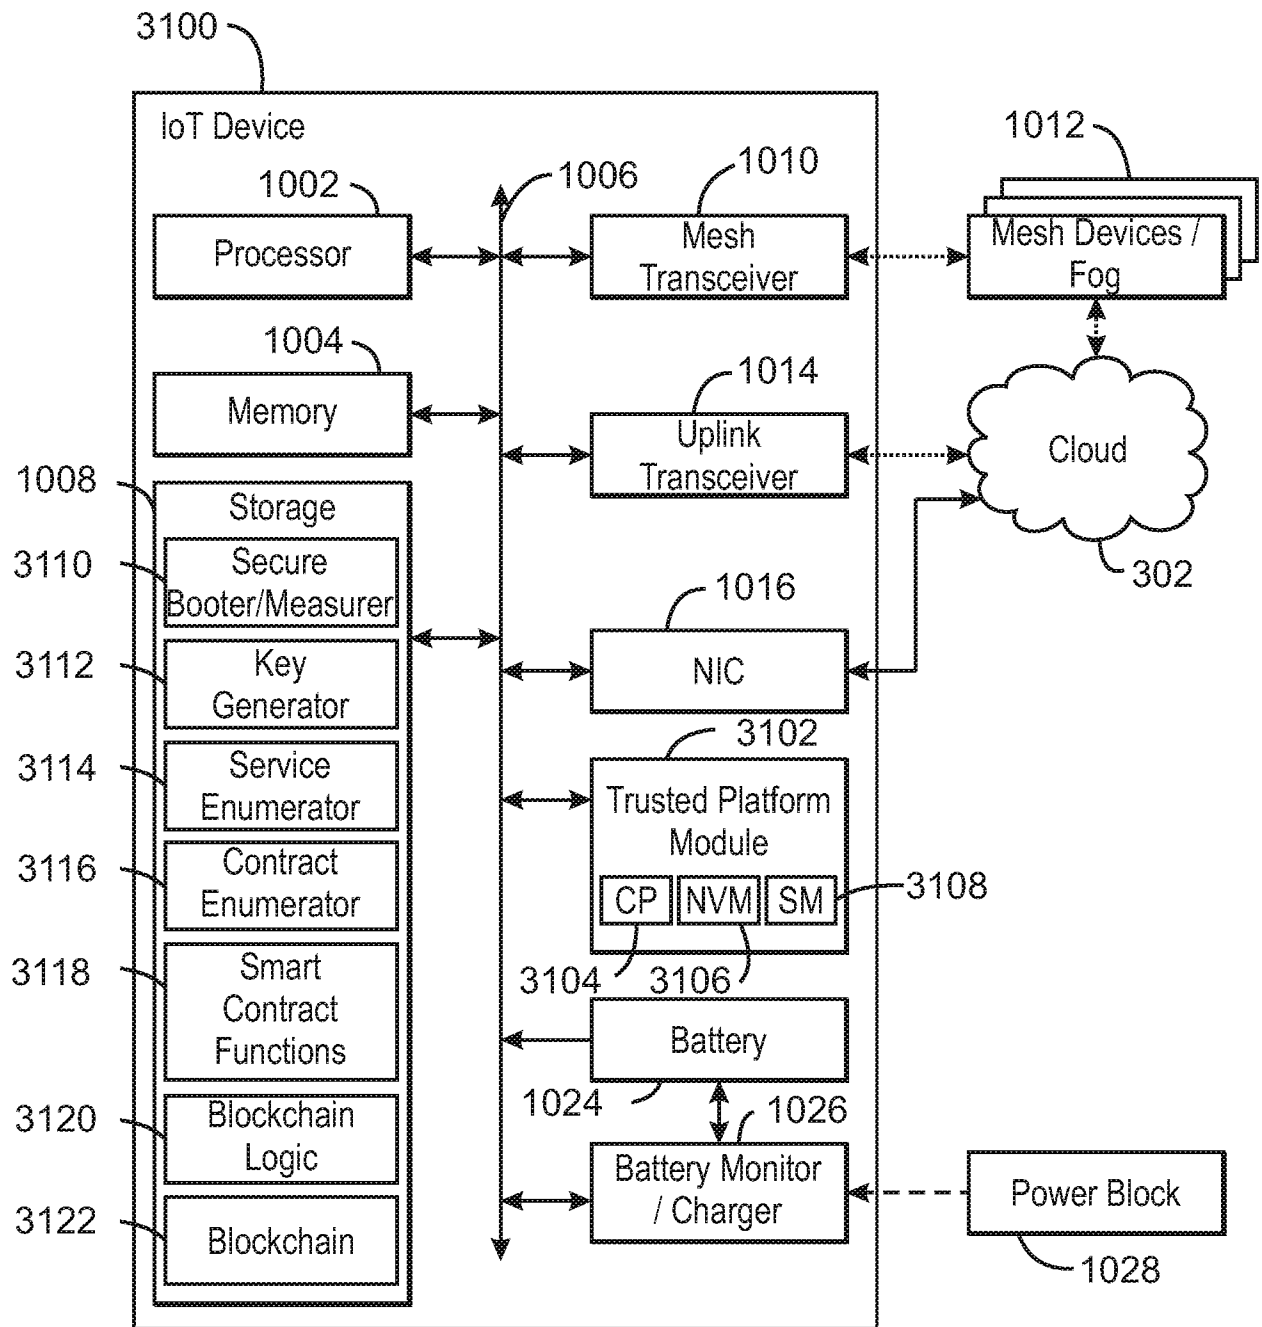 3100
IoT Device
1002
1006
1010
1012
Processor
Mesh
Transceiver
Mesh Devices /
Fog
1004
1014
Memory
Uplink
Transceiver
Cloud
302
1008
Storage
3110
Secure
Booter/Measurer
1016
NIC
3112
Key
Generator
3102
Trusted Platform
Module
CP
NVM
SM
3108
3104
3106
3114
Service
Enumerator
3116
Contract
Enumerator
3118
Smart
Contract
Functions
Battery
1024
1026
3120
Blockchain
Logic
Battery Monitor
/ Charger
Power Block
1028
3122
Blockchain